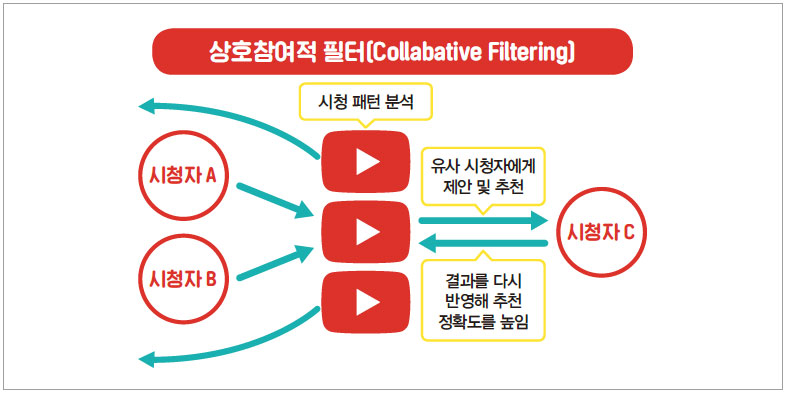 상호참여적 필터(Collabative Filtering)
시청 패턴 분석
시청자 A
시청자 B
유사 시청자에게
제안 및 추천
시청자 C
결과를 다시
반영해 추천
정확도를 높임